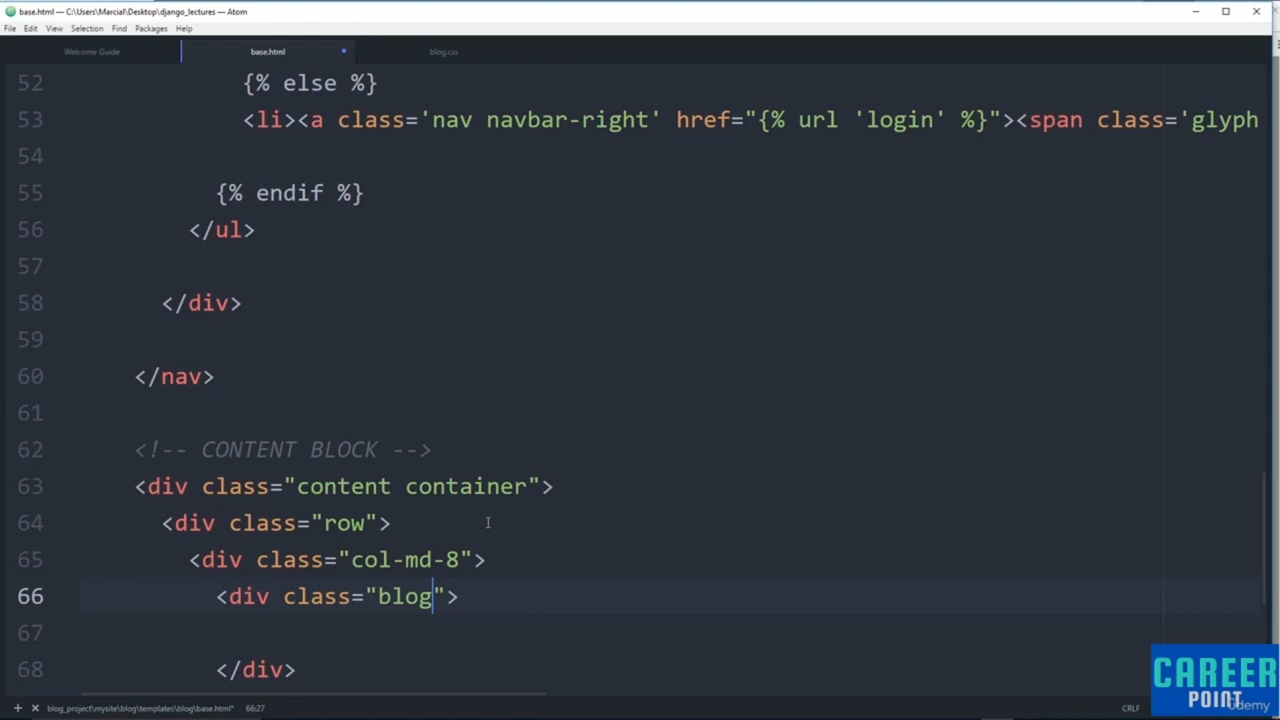 base.html — C:\Users\Marcial\Desktop\django_lectures — Atom
File Edit View Selection Find Packages Help
Welcome Guide base.html blog.css
52 {% else %}
53 <li><a class='nav navbar-right' href="{% url 'login' %}"><span class='glyph
54
55 {% endif %}
56 </ul>
57
58 </div>
59
60 </nav>
61
62 <!-- CONTENT BLOCK -->
63 <div class="content container">
64 <div class="row">
65 <div class="col-md-8">
66 <div class="blog">
67
68 </div>
blog_project\mysite\blog\templates\blog\base.html* 66:27 CRLF
CAREER
POINT
Udemy